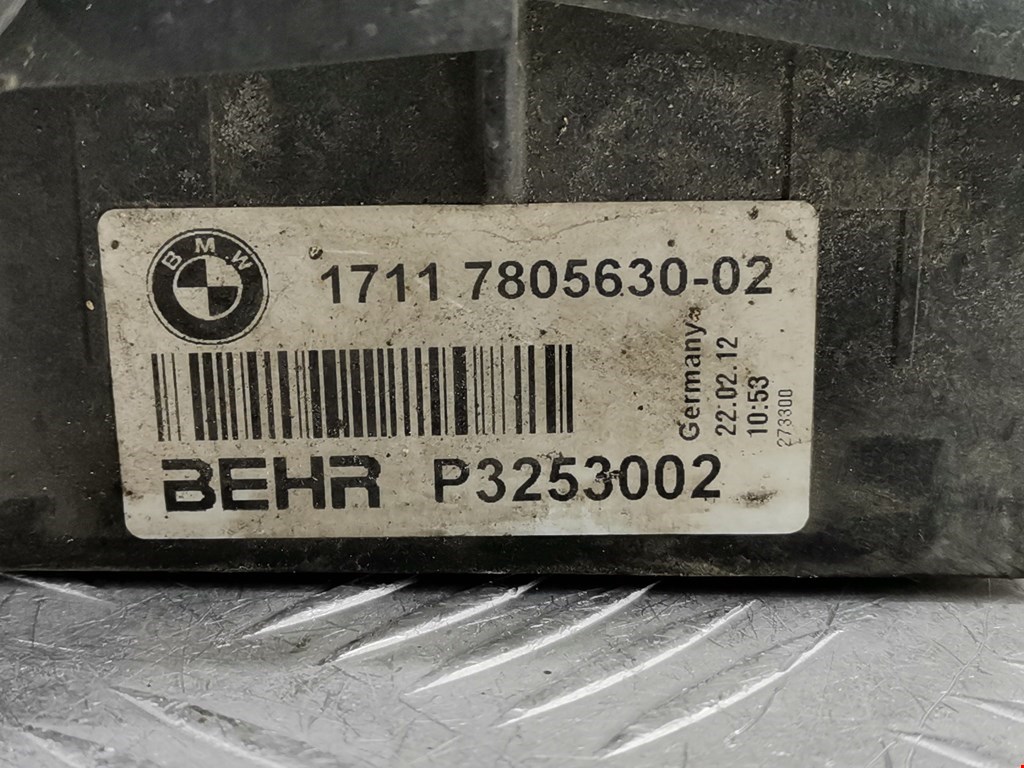 BMW
1711 7805630-02
Germany
22.02.12
10:53
273300
BEHR P3253002